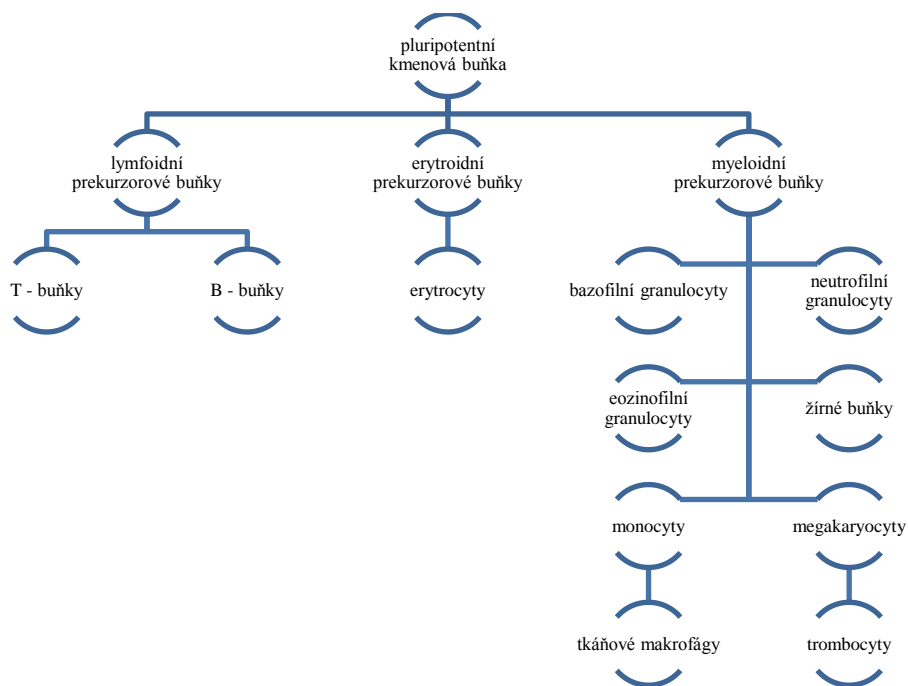 pluripotentní
kmenová buňka
lymfoidní
prekurzorové buňky
erytroidní
prekurzorové buňky
myeloidní
prekurzorové buňky
T - buňky
B - buňky
erytrocyty
bazofilní granulocyty
neutrofilní
granulocyty
eozinofilní
granulocyty
žírné buňky
monocyty
megakaryocyty
tkáňové makrofágy
trombocyty